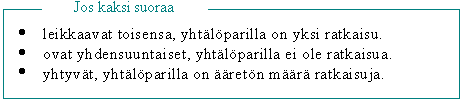 Jos kaksi suoraa
• leikkaavat toisensa, yhtälöparilla on yksi ratkaisu.
• ovat yhdensuuntaiset, yhtälöparilla ei ole ratkaisua.
• yhtyvät, yhtälöparilla on ääretön määrä ratkaisuja.